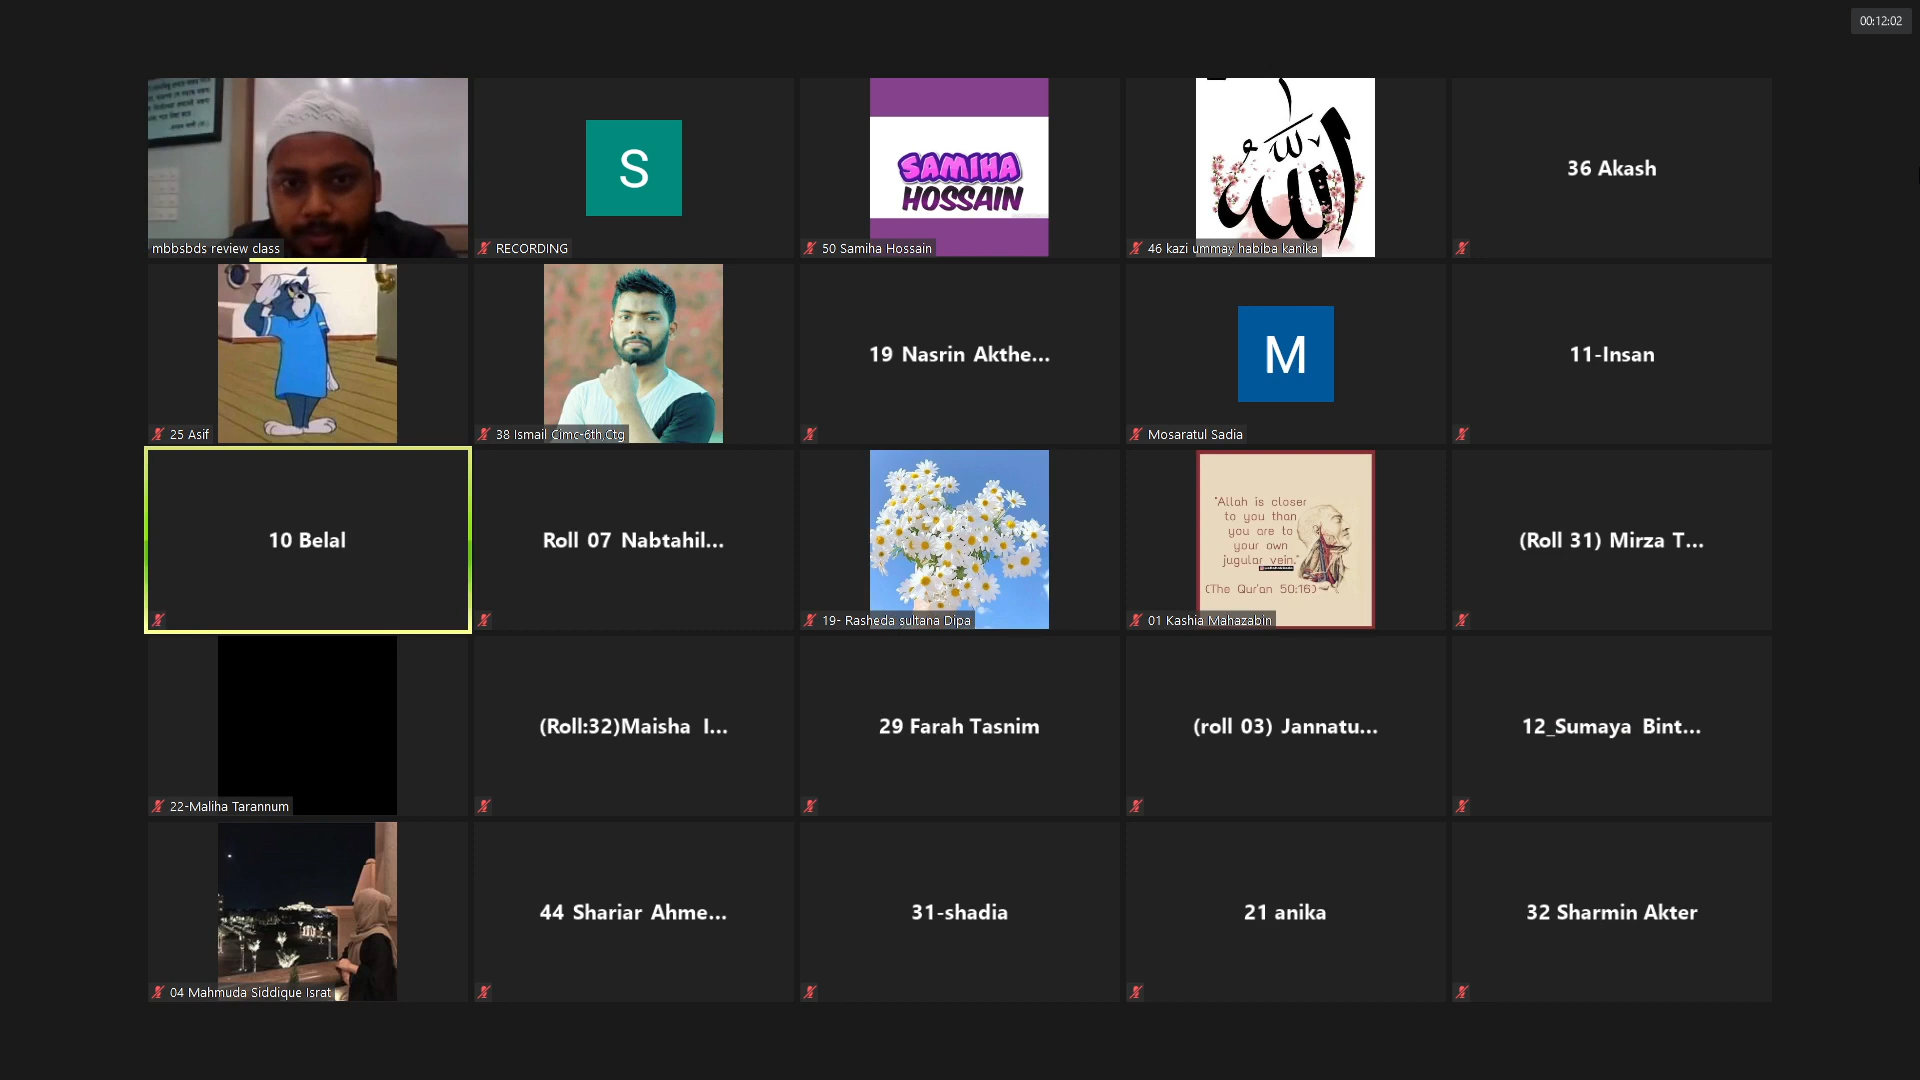 00:12:02
mbbsbds review class
S
RECORDING
SAMIHA
HOSSAIN
50 Samiha Hossain
الله
46 kazi ummay habiba kanika
36 Akash
25 Asif
38 Ismail Cimc-6th,Ctg
19 Nasrin Akthe...
M
Mosaratul Sadia
11-Insan
10 Belal
Roll 07 Nabtahil...
19- Rasheda sultana Dipa
"Allah is closer
to you than
you are to
your own
jugular vein."
(The Qur'an 50:16)
01 Kashia Mahazabin
(Roll 31) Mirza T...
22-Maliha Tarannum
(Roll:32)Maisha I...
29 Farah Tasnim
(roll 03) Jannatu...
12_Sumaya Bint...
04 Mahmuda Siddique Israt
44 Shariar Ahme...
31-shadia
21 anika
32 Sharmin Akter